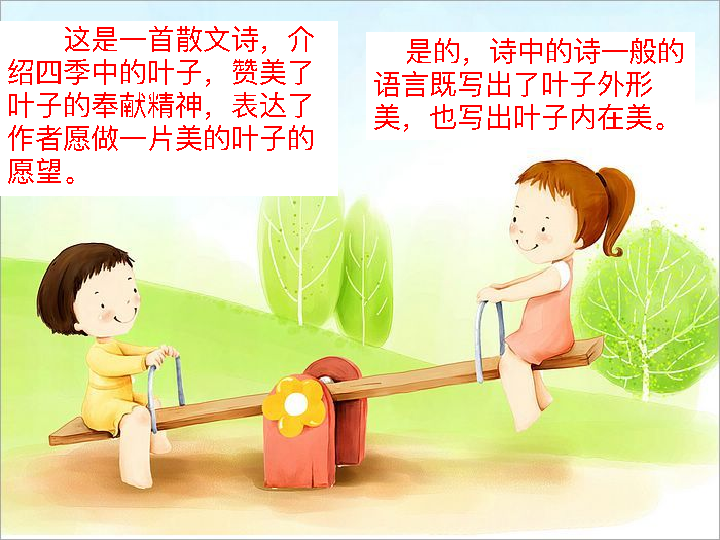 这是一首散文诗，介
绍四季中的叶子，赞美了
叶子的奉献精神，表达了
作者愿做一片美的叶子的
愿望。
是的，诗中的诗一般的
语言既写出了叶子外形
美，也写出叶子内在美。